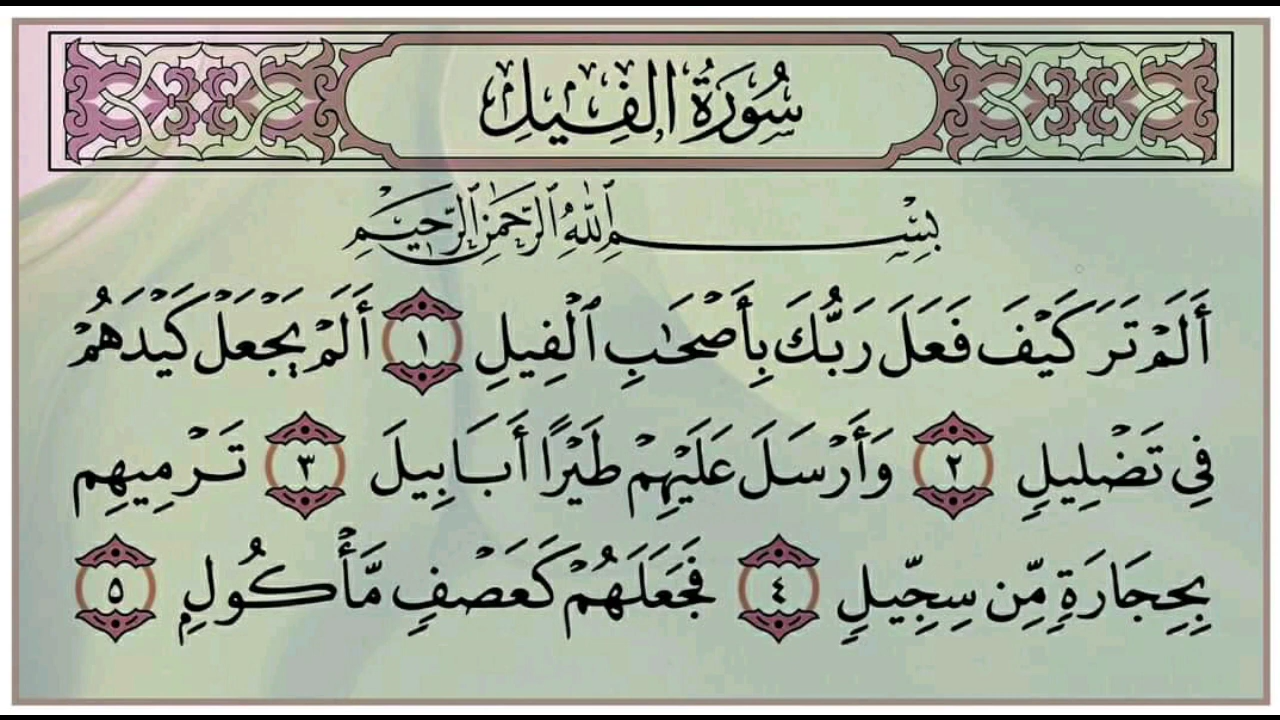 سُورَةُ الفِيلِ
بِسْمِ اللَّهِ الرَّحْمَٰنِ الرَّحِيمِ
أَلَمْ تَرَ كَيْفَ فَعَلَ رَبُّكَ بِأَصْحَٰبِ ٱلْفِيلِ ١ أَلَمْ يَجْعَلْ كَيْدَهُمْ
فِي تَضْلِيلٍ ٢ وَأَرْسَلَ عَلَيْهِمْ طَيْرًا أَبَابِيلَ ٣ تَرْمِيهِم
بِحِجَارَةٍ مِّن سِجِّيلٍ ٤ فَجَعَلَهُمْ كَعَصْفٍ مَّأْكُولٍ ٥